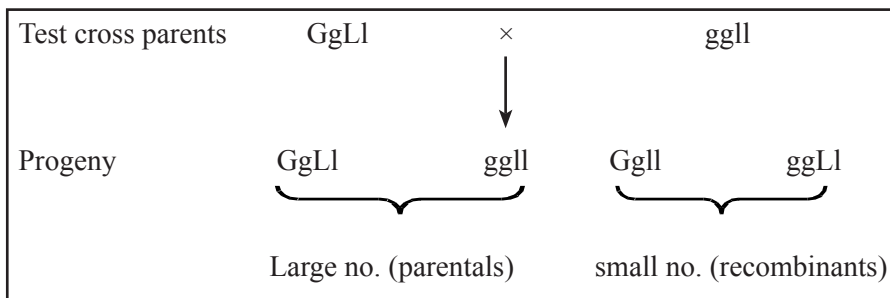 Test cross parents GgLl × ggll
Progeny GgLl ggll Ggll ggLl
Large no. (parentals) small no. (recombinants)